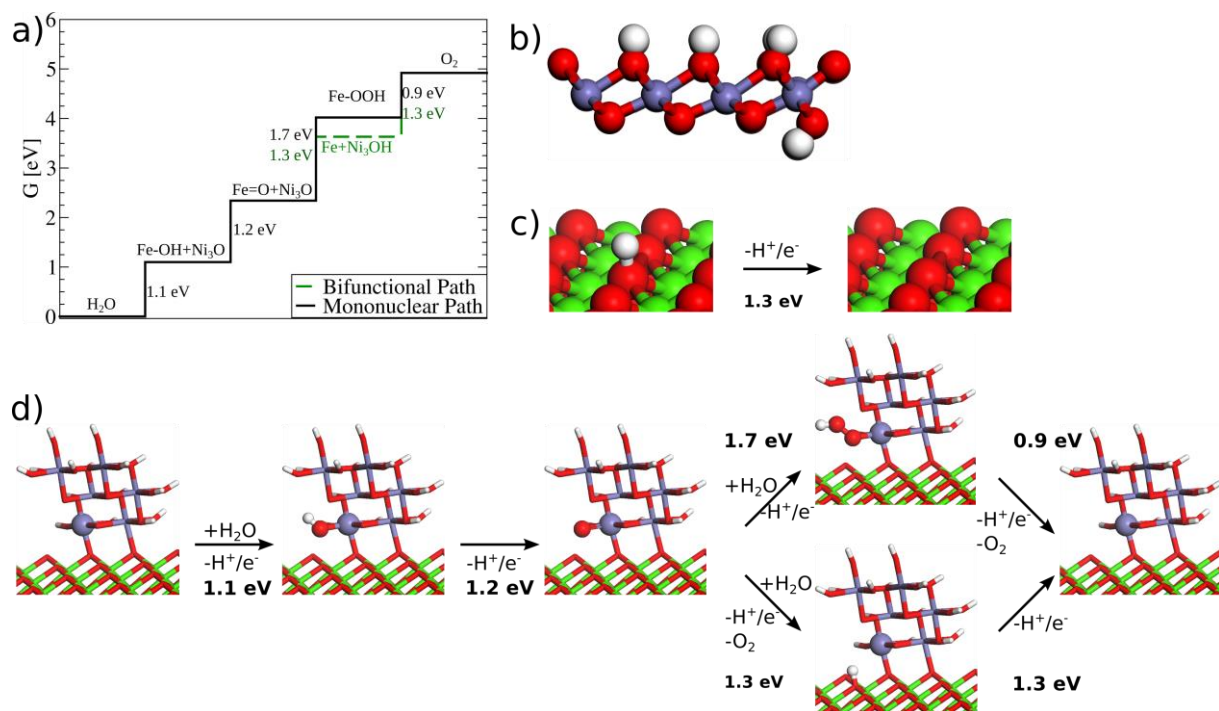 a)
6
5
4
3
2
1
0
G [eV]
H₂O
1.1 eV
Fe-OH+Ni₃O
1.2 eV
Fe=O+Ni₃O
1.7 eV
1.3 eV
Fe-OOH
Fe+Ni₃OH
O₂
0.9 eV
1.3 eV
Bifunctional Path
Mononuclear Path
b)
c)
-H⁺/e⁻
1.3 eV
d)
+H₂O
-H⁺/e⁻
1.1 eV
-H⁺/e⁻
1.2 eV
1.7 eV
+H₂O
-H⁺/e⁻
0.9 eV
-H⁺/e⁻
-O₂
+H₂O
-H⁺/e⁻
-O₂
1.3 eV
-H⁺/e⁻
1.3 eV